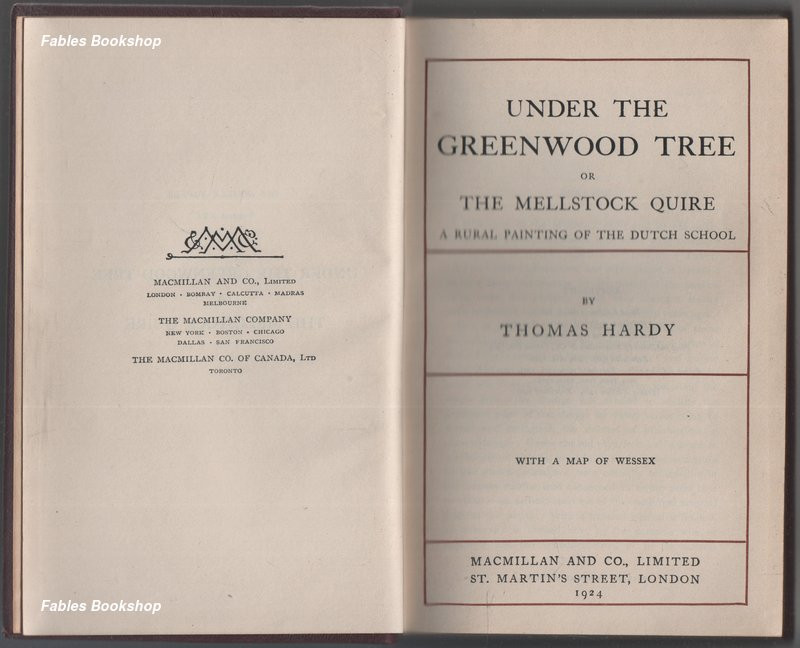 Fables Bookshop
MACMILLAN AND CO., LIMITED
LONDON • BOMBAY • CALCUTTA • MADRAS
MELBOURNE
THE MACMILLAN COMPANY
NEW YORK • BOSTON • CHICAGO
DALLAS • SAN FRANCISCO
THE MACMILLAN CO. OF CANADA, LTD
TORONTO
Fables Bookshop
UNDER THE
GREENWOOD TREE
OR
THE MELLSTOCK QUIRE
A RURAL PAINTING OF THE DUTCH SCHOOL
BY
THOMAS HARDY
WITH A MAP OF WESSEX
MACMILLAN AND CO., LIMITED
ST. MARTIN'S STREET, LONDON
1924